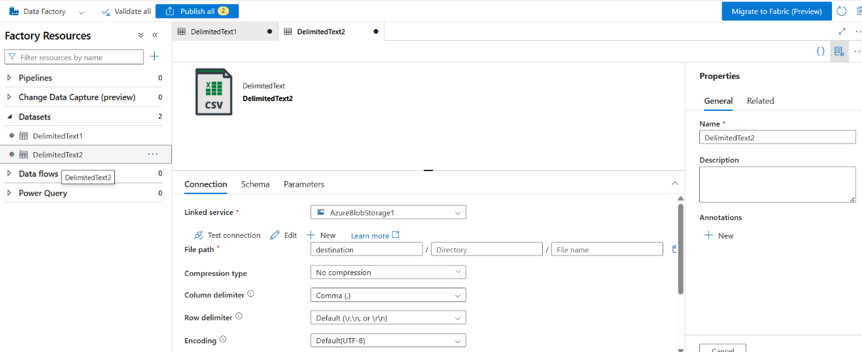 Data Factory Validate all Publish all 2 Migrate to Fabric (Preview)
Factory Resources
DelimitedText1 DelimitedText2
Filter resources by name
Pipelines 0
Change Data Capture (preview) 0
Datasets 2
DelimitedText1
DelimitedText2 ...
Data flows 0
DelimitedText2
Power Query 0
CSV
DelimitedText
DelimitedText2
Connection Schema Parameters
Linked service * AzureBlobStorage1
Test connection Edit New Learn more
File path * destination / Directory / File name
Compression type No compression
Column delimiter Comma (,)
Row delimiter Default (\r,\n, or \r\n)
Encoding Default(UTF-8)
{}
Properties
General Related
Name *
DelimitedText2
Description
Annotations
New
Cancel